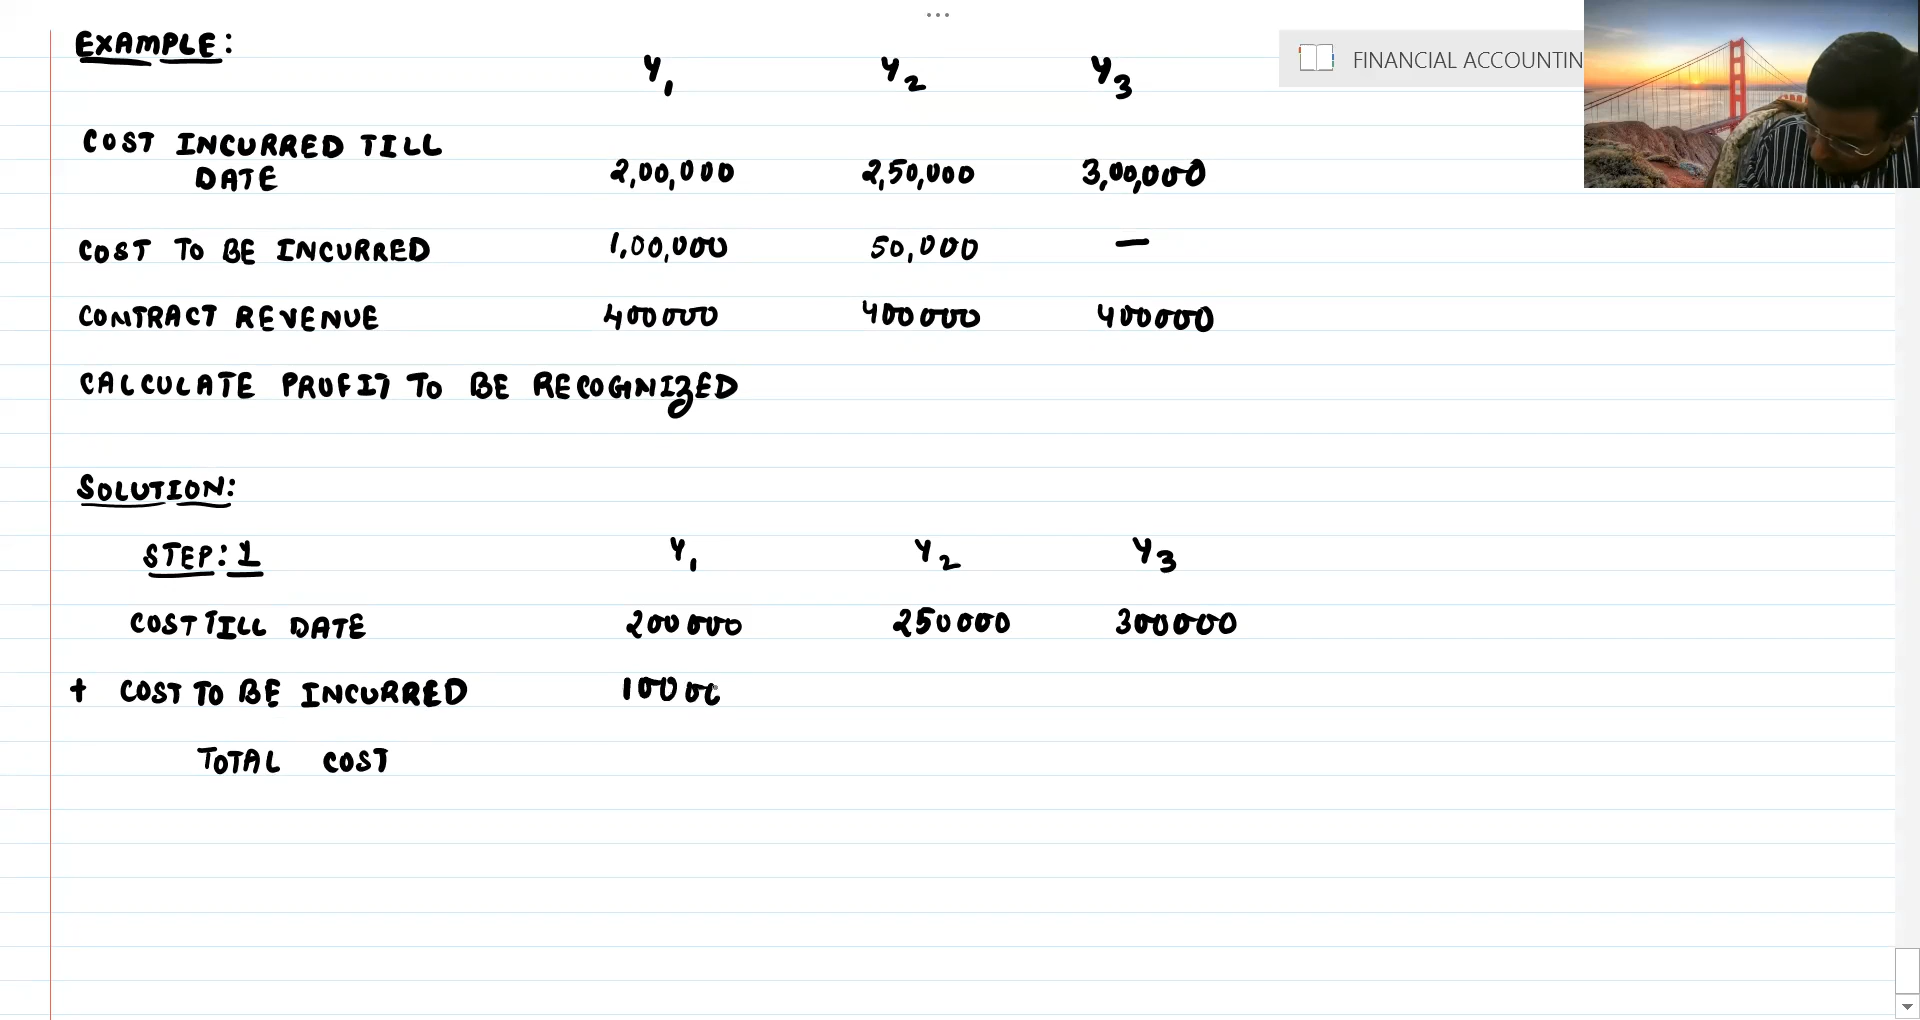 EXAMPLE:
Y1 Y2 Y3
FINANCIAL ACCOUNTIN
COST INCURRED TILL
DATE 2,00,000 2,50,000 3,00,000
COST TO BE INCURRED 1,00,000 50,000 —
CONTRACT REVENUE 400000 400000 400000
CALCULATE PROFIT TO BE RECOGNIZED
SOLUTION:
STEP: 1 Y1 Y2 Y3
COST TILL DATE 200000 250000 300000
+ COST TO BE INCURRED 10000
TOTAL COST